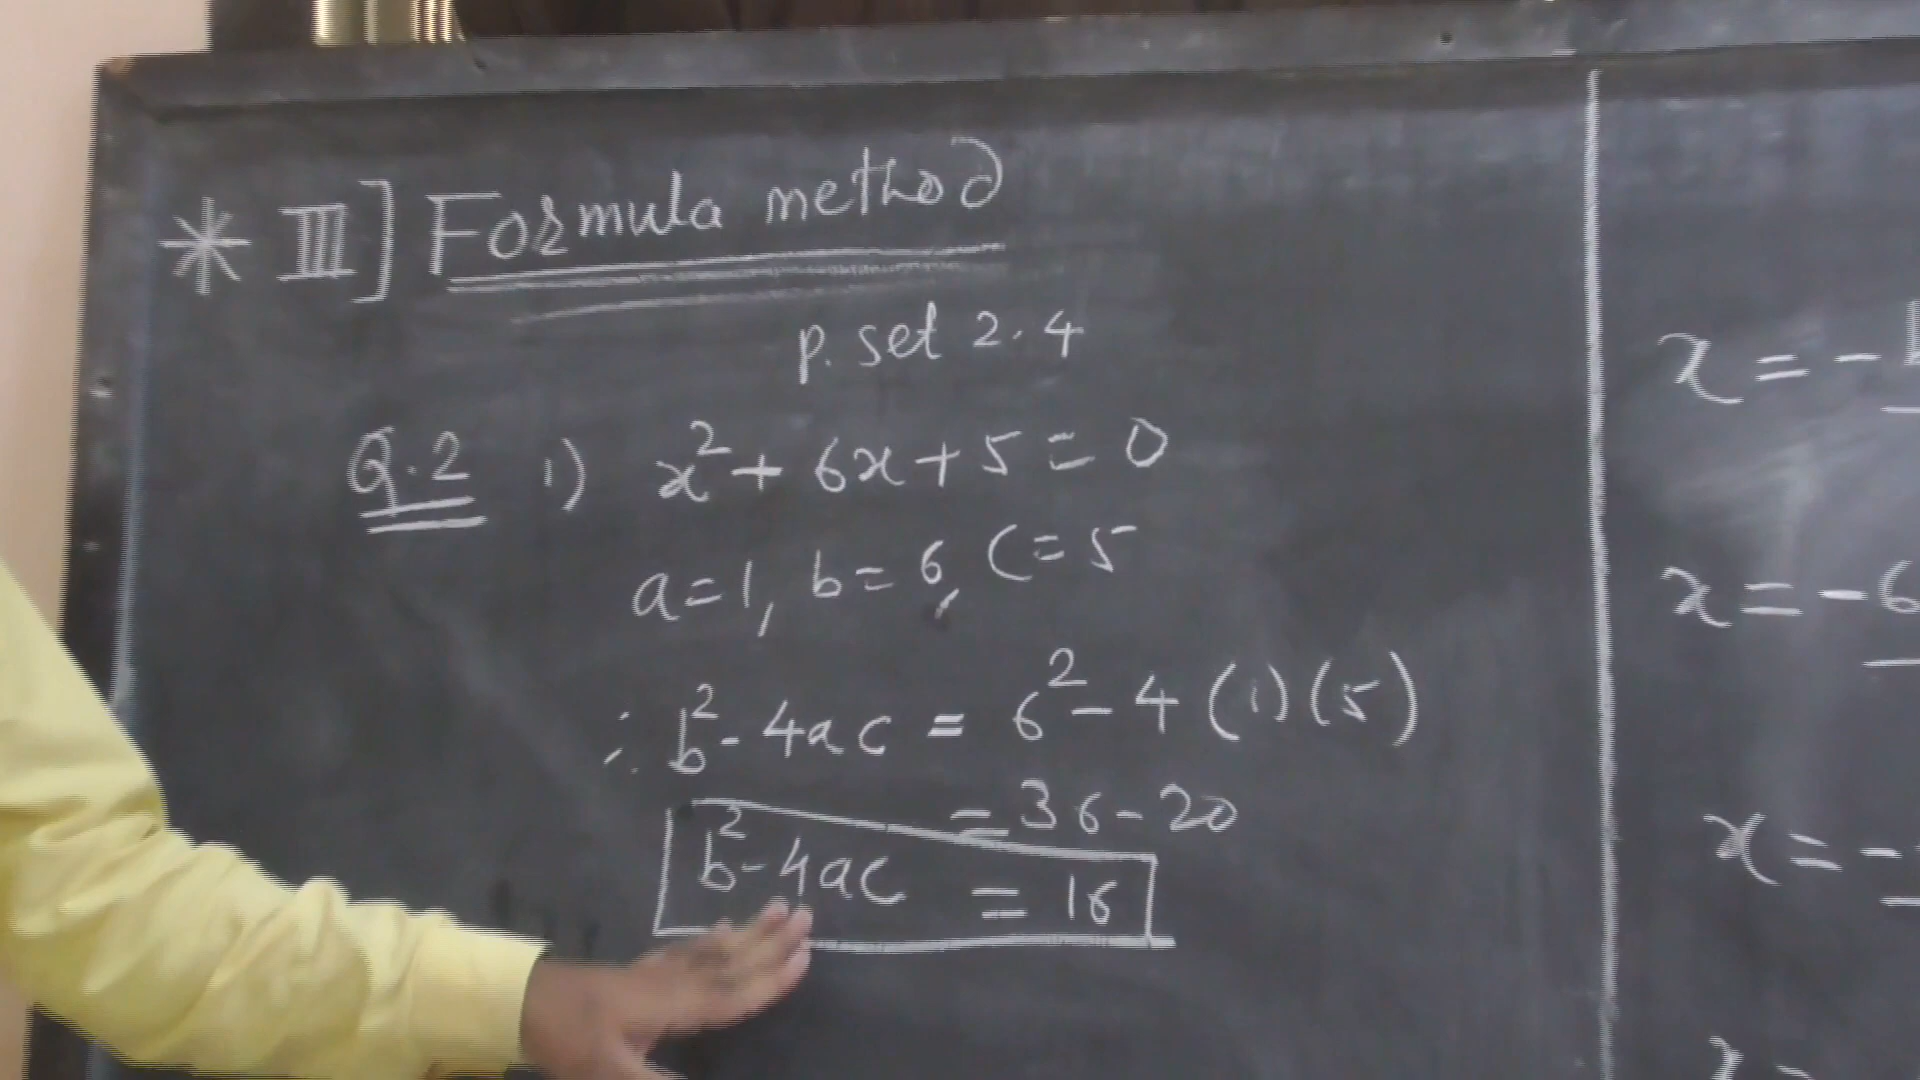 * III] Formula method
p. set 2.4
Q.2 1) x²+ 6x+5=0
a=1, b=6, c=5
∴ b²-4ac = 6²-4(1)(5)
=36-20
b²-4ac = 16
x = -
x = -6
x = -